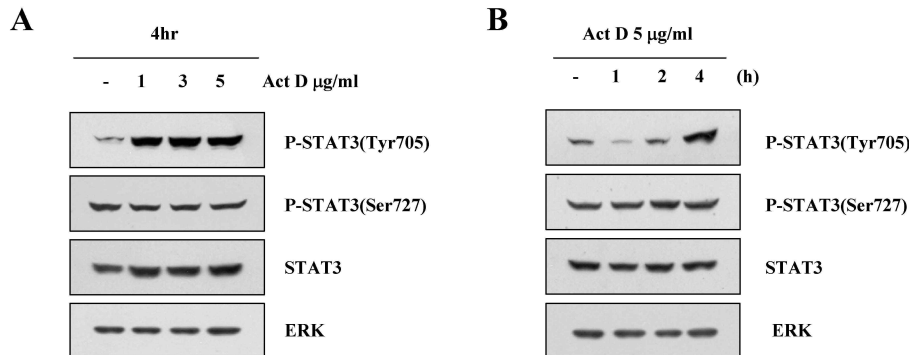 A
4hr
- 1 3 5 Act D μg/ml
P-STAT3(Tyr705)
P-STAT3(Ser727)
STAT3
ERK
B
Act D 5 μg/ml
- 1 2 4 (h)
P-STAT3(Tyr705)
P-STAT3(Ser727)
STAT3
ERK